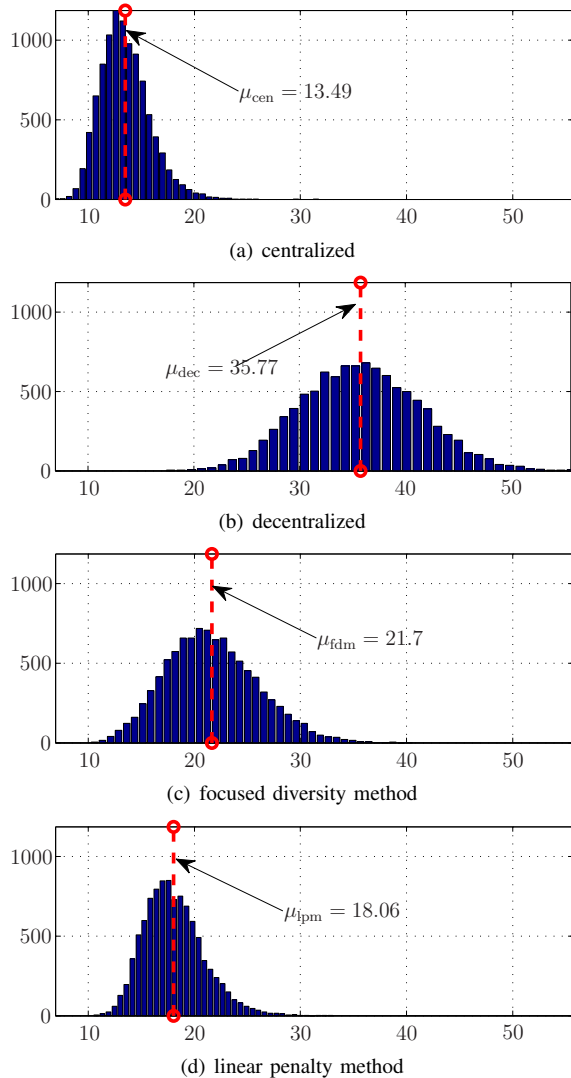 1000
500
0
μcen = 13.49
10 20 30 40 50
(a) centralized
1000
500
0
μdec = 35.77
10 20 30 40 50
(b) decentralized
1000
500
0
μfdm = 21.7
10 20 30 40 50
(c) focused diversity method
1000
500
0
μlpm = 18.06
10 20 30 40 50
(d) linear penalty method